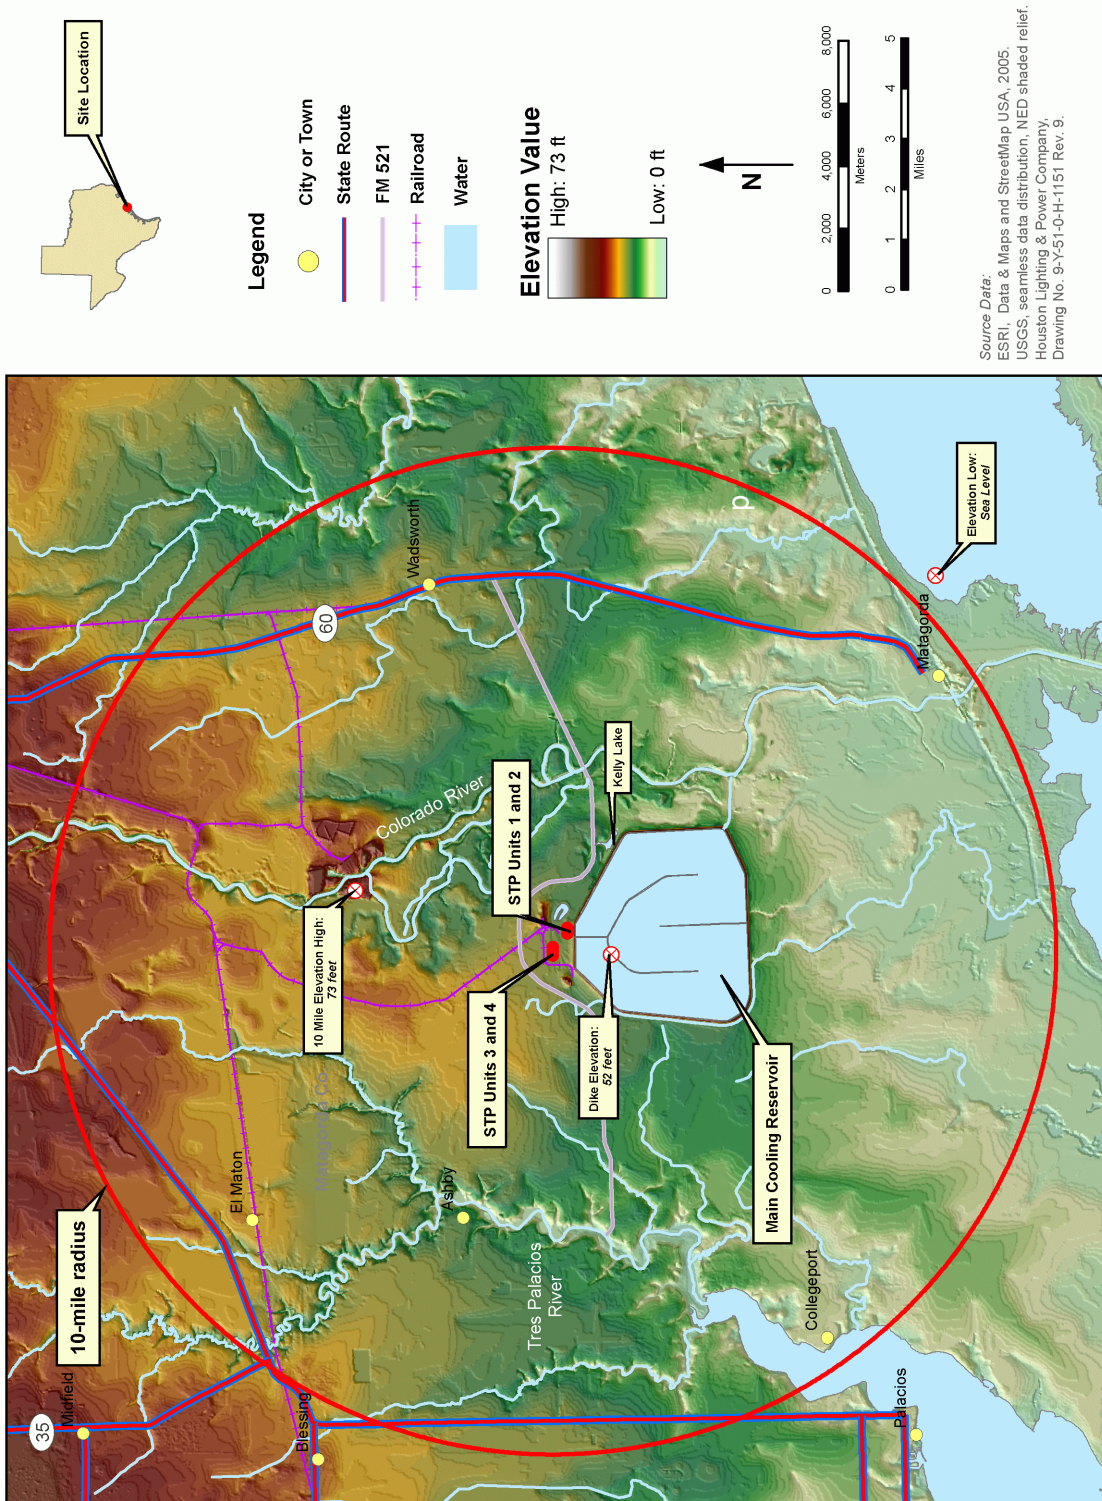 Site Location
Legend
City or Town
State Route
FM 521
Railroad
Water
Elevation Value
High: 73 ft
Low: 0 ft
N
0
2,000
4,000
6,000
8,000
Meters
0
1
2
3
4
5
Miles
Source Data:
ESRI, Data & Maps and StreetMap USA, 2005.
USGS, seamless data distribution, NED shaded relief.
Houston Lighting & Power Company,
Drawing No. 9-Y-51-0-H-1151 Rev. 9.
35
Midfield
10-mile radius
El Maton
Blessing
Matagorda Co.
Ashby
Tres Palacios
River
Collegeport
Palacios
10 Mile Elevation High:
73 feet
60
Wadsworth
Colorado River
STP Units 1 and 2
STP Units 3 and 4
Kelly Lake
Dike Elevation:
52 feet
Main Cooling Reservoir
p
Matagorda
Elevation Low:
Sea Level